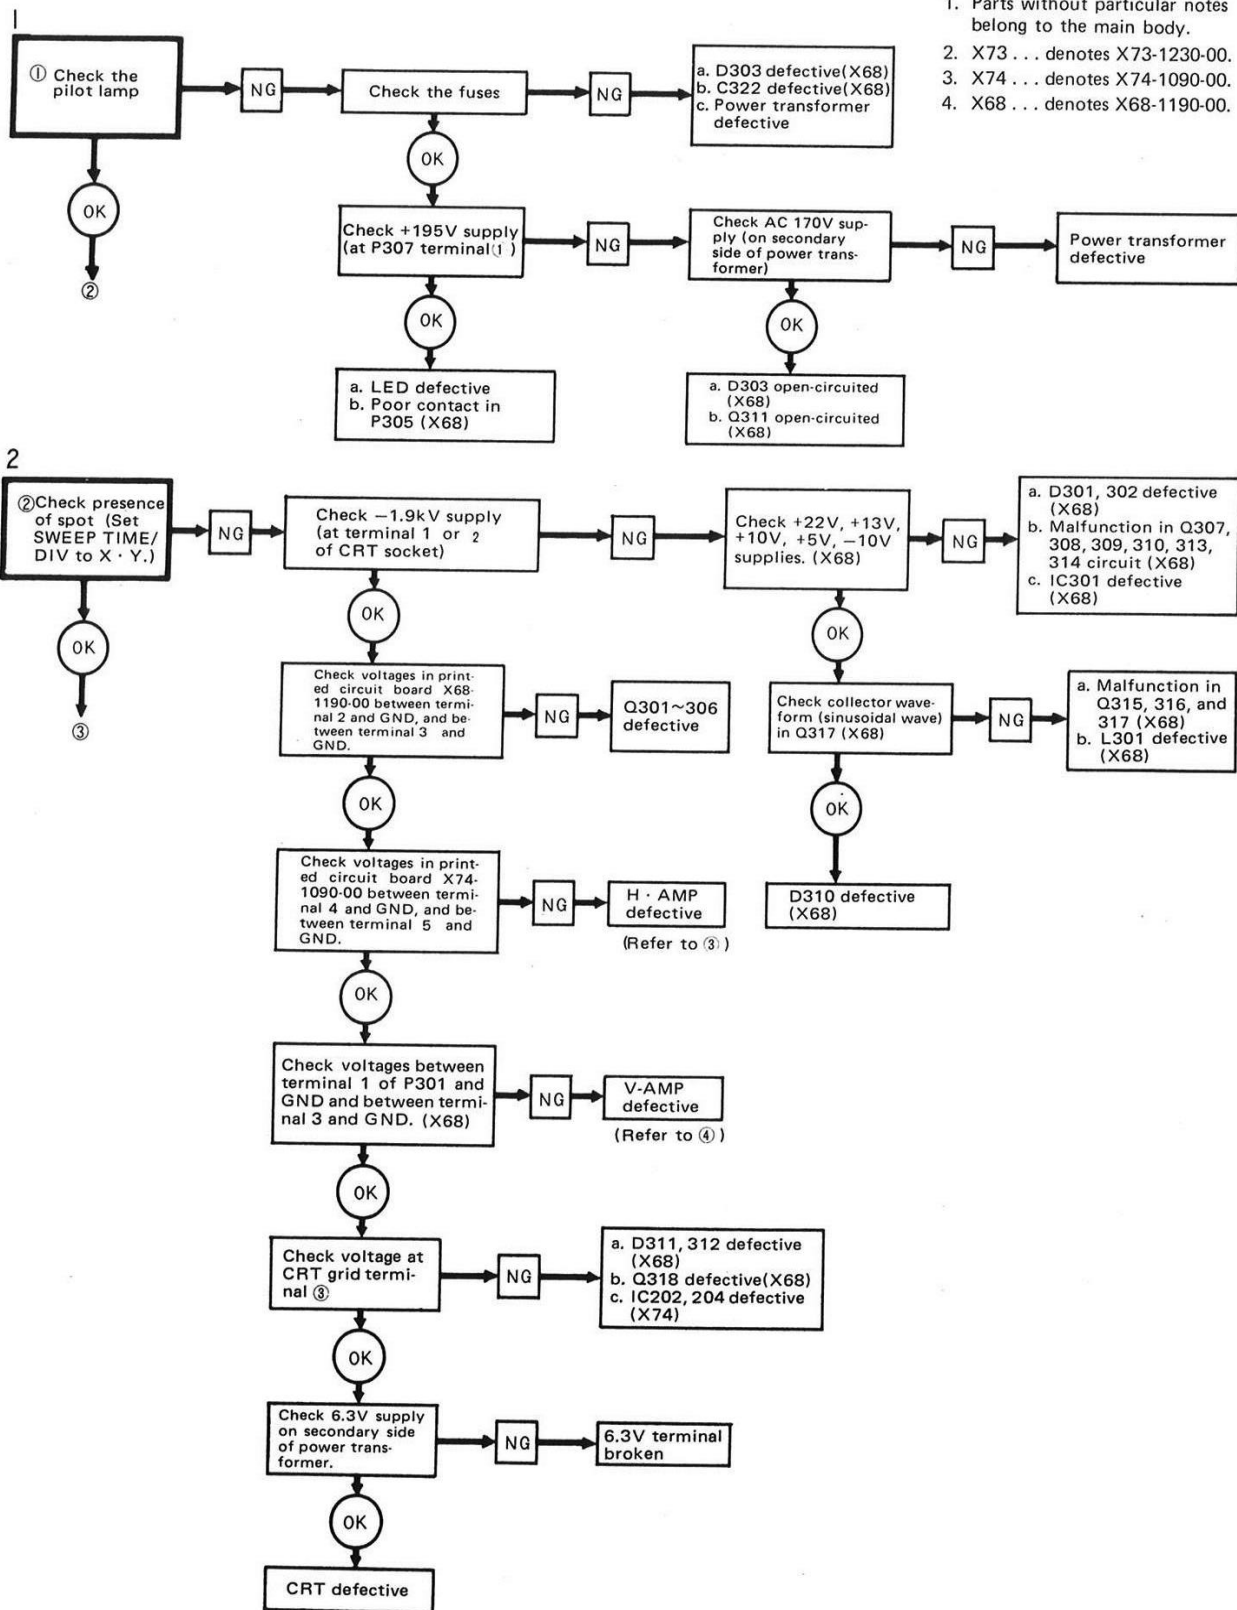 1. Parts without particular notes
belong to the main body.
2. X73 . . . denotes X73-1230-00.
3. X74 . . . denotes X74-1090-00.
4. X68 . . . denotes X68-1190-00.
1
① Check the
pilot lamp
NG
Check the fuses
NG
a. D303 defective(X68)
b. C322 defective(X68)
c. Power transformer
defective
OK
OK
②
Check +195V supply
(at P307 terminal①)
NG
Check AC 170V sup-
ply (on secondary
side of power trans-
former)
NG
Power transformer
defective
OK
OK
a. LED defective
b. Poor contact in
P305 (X68)
a. D303 open-circuited
(X68)
b. Q311 open-circuited
(X68)
2
②Check presence
of spot (Set
SWEEP TIME/
DIV to X · Y.)
NG
Check −1.9kV supply
(at terminal 1 or 2
of CRT socket)
NG
Check +22V, +13V,
+10V, +5V, −10V
supplies. (X68)
NG
a. D301, 302 defective
(X68)
b. Malfunction in Q307,
308, 309, 310, 313,
314 circuit (X68)
c. IC301 defective
(X68)
OK
③
OK
OK
Check voltages in print-
ed circuit board X68-
1190-00 between termi-
nal 2 and GND, and be-
tween terminal 3 and
GND.
NG
Q301~306
defective
Check collector wave-
form (sinusoidal wave)
in Q317 (X68)
NG
a. Malfunction in
Q315, 316, and
317 (X68)
b. L301 defective
(X68)
OK
OK
Check voltages in print-
ed circuit board X74-
1090-00 between termi-
nal 4 and GND, and be-
tween terminal 5 and
GND.
NG
H · AMP
defective
(Refer to ③)
D310 defective
(X68)
OK
Check voltages between
terminal 1 of P301 and
GND and between termi-
nal 3 and GND. (X68)
NG
V-AMP
defective
(Refer to ④)
OK
Check voltage at
CRT grid termi-
nal ③
NG
a. D311, 312 defective
(X68)
b. Q318 defective(X68)
c. IC202, 204 defective
(X74)
OK
Check 6.3V supply
on secondary side
of power trans-
former.
NG
6.3V terminal
broken
OK
CRT defective